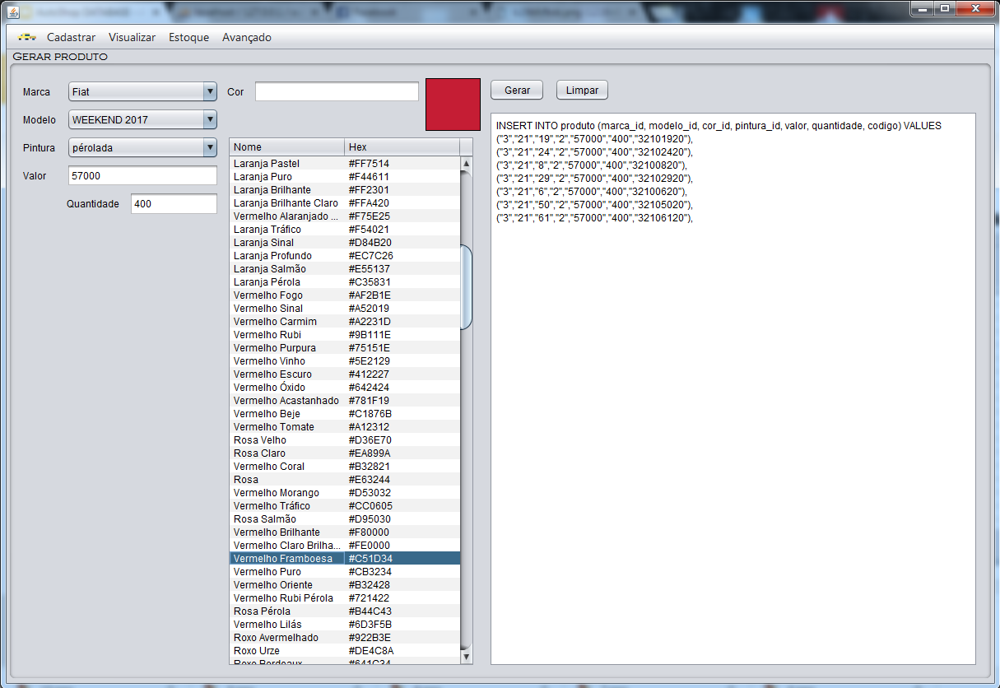 Cadastrar Visualizar Estoque Avançado
GERAR PRODUTO
Marca Fiat
Modelo WEEKEND 2017
Pintura pérolada
Valor 57000
Quantidade 400
Cor
Nome Hex
Laranja Pastel #FF7514
Laranja Puro #F44611
Laranja Brilhante #FF2301
Laranja Brilhante Claro #FFA420
Vermelho Alaranjado ... #F75E25
Laranja Tráfico #F54021
Laranja Sinal #D84B20
Laranja Profundo #EC7C26
Laranja Salmão #E55137
Laranja Pérola #C35831
Vermelho Fogo #AF2B1E
Vermelho Sinal #A52019
Vermelho Carmim #A2231D
Vermelho Rubi #9B111E
Vermelho Purpura #75151E
Vermelho Vinho #5E2129
Vermelho Escuro #412227
Vermelho Óxido #642424
Vermelho Acastanhado #781F19
Vermelho Beje #C1876B
Vermelho Tomate #A12312
Rosa Velho #D36E70
Rosa Claro #EA899A
Vermelho Coral #B32821
Rosa #E63244
Vermelho Morango #D53032
Vermelho Tráfico #CC0605
Rosa Salmão #D95030
Vermelho Brilhante #F80000
Vermelho Claro Brilha... #FE0000
Vermelho Framboesa #C51D34
Vermelho Puro #CB3234
Vermelho Oriente #B32428
Vermelho Rubi Pérola #721422
Rosa Pérola #B44C43
Vermelho Lilás #6D3F5B
Roxo Avermelhado #922B3E
Roxo Urze #DE4C8A
Roxo Bordeaux #641C34
Gerar Limpar
INSERT INTO produto (marca_id, modelo_id, cor_id, pintura_id, valor, quantidade, codigo) VALUES
("3","21","19","2","57000","400","32101920"),
("3","21","24","2","57000","400","32102420"),
("3","21","8","2","57000","400","32100820"),
("3","21","29","2","57000","400","32102920"),
("3","21","6","2","57000","400","32100620"),
("3","21","50","2","57000","400","32105020"),
("3","21","61","2","57000","400","32106120"),